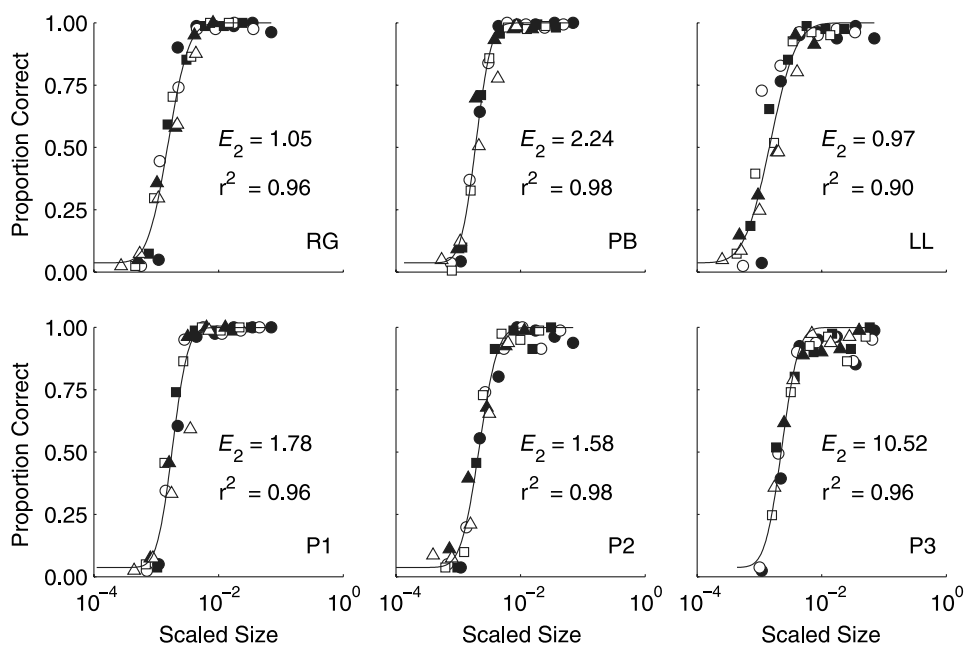 1.00
0.75
0.50
0.25
0.00
Proportion Correct
E2 = 1.05
r² = 0.96
RG
E2 = 2.24
r² = 0.98
PB
E2 = 0.97
r² = 0.90
LL
1.00
0.75
0.50
0.25
0.00
Proportion Correct
E2 = 1.78
r² = 0.96
P1
E2 = 1.58
r² = 0.98
P2
E2 = 10.52
r² = 0.96
P3
10⁻⁴ 10⁻² 10⁰
Scaled Size
10⁻⁴ 10⁻² 10⁰
Scaled Size
10⁻⁴ 10⁻² 10⁰
Scaled Size